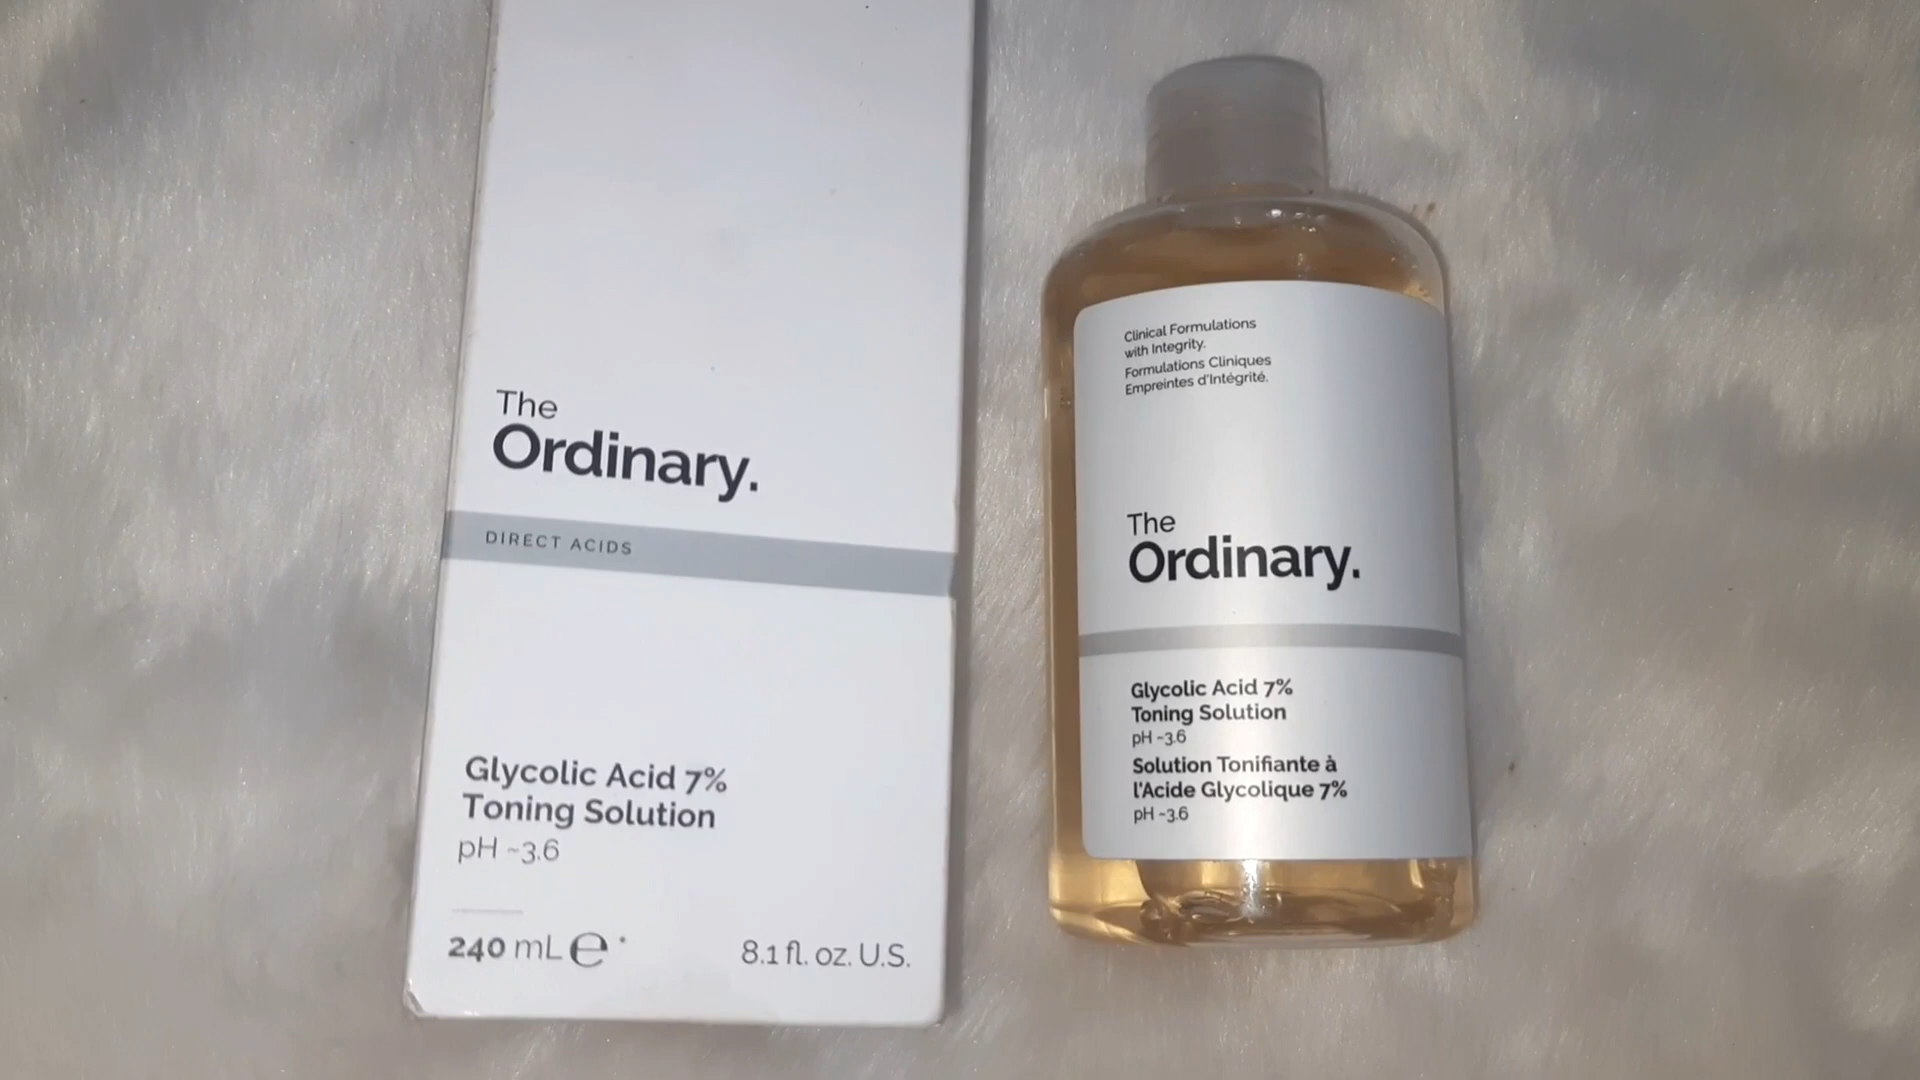 The
Ordinary.
DIRECT ACIDS
Glycolic Acid 7%
Toning Solution
pH ~3.6
240 mL ℮ •
8.1 fl. oz. U.S.
Clinical Formulations
with Integrity.
Formulations Cliniques
Empreintes d'Intégrité.
The
Ordinary.
Glycolic Acid 7%
Toning Solution
pH ~3.6
Solution Tonifiante à
l'Acide Glycolique 7%
pH ~3.6